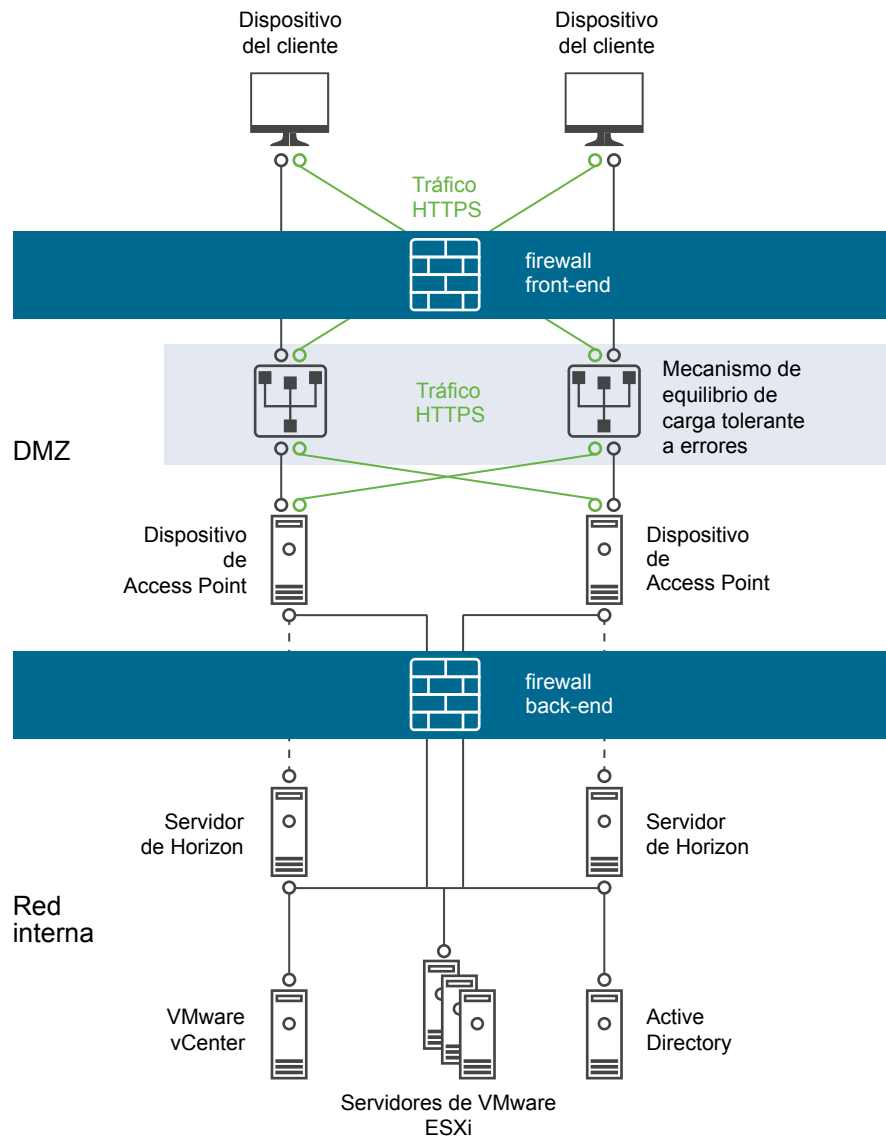 Dispositivo
del cliente
Dispositivo
del cliente
Tráfico
HTTPS
firewall
front-end
Tráfico
HTTPS
Mecanismo de
equilibrio de
carga tolerante
a errores
DMZ
Dispositivo
de
Access Point
Dispositivo
de
Access Point
firewall
back-end
Servidor
de Horizon
Servidor
de Horizon
Red
interna
VMware
vCenter
Active
Directory
Servidores de VMware
ESXi